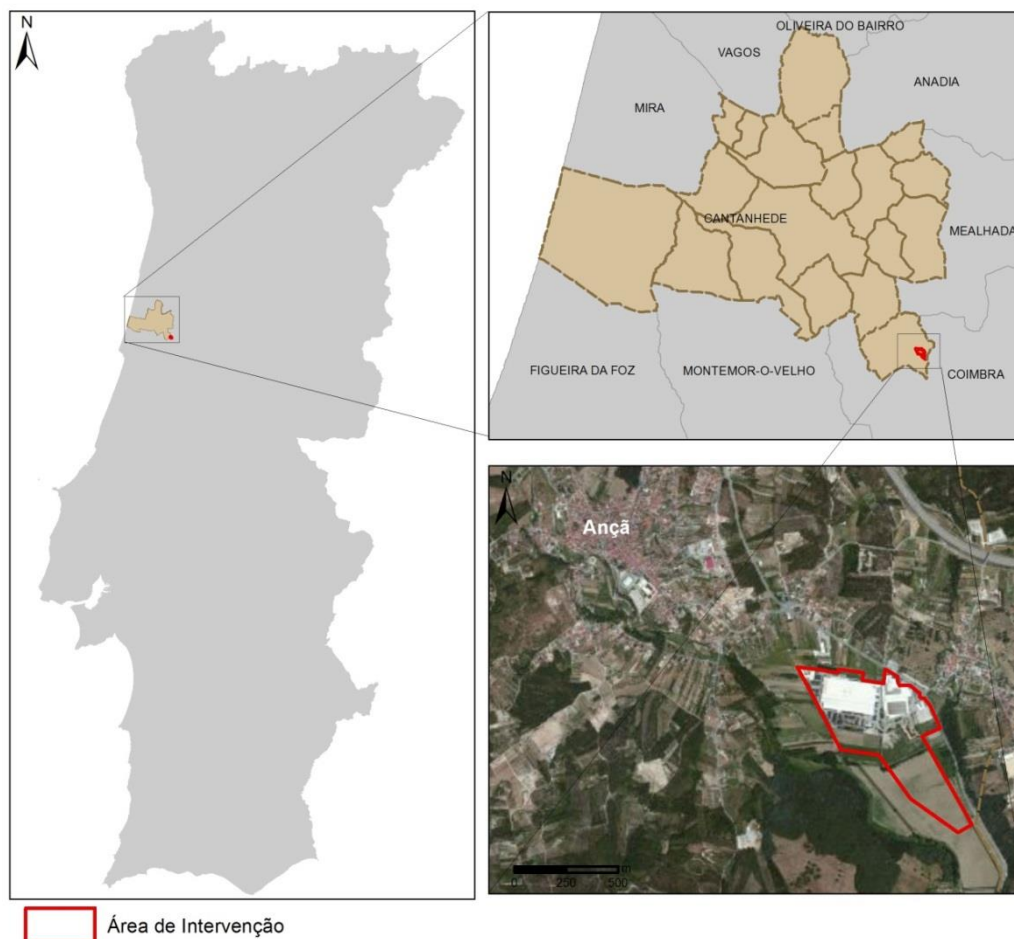 N
OLIVEIRA DO BAIRRO
VAGOS
ANADIA
MIRA
CANTANHEDE
MEALHADA
FIGUEIRA DA FOZ
MONTEMOR-O-VELHO
COIMBRA
N
Ançã
m
0 250 500
Área de Intervenção